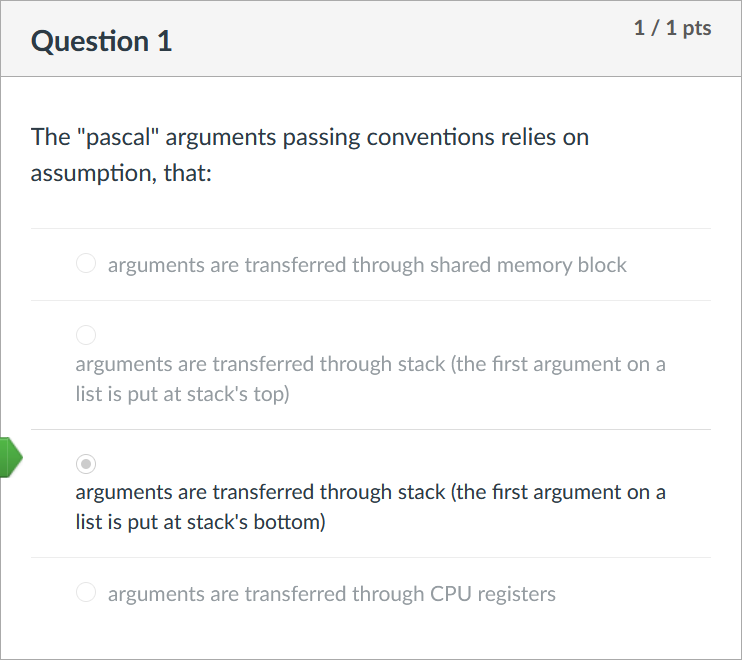 Question 1
1 / 1 pts
The "pascal" arguments passing conventions relies on
assumption, that:
arguments are transferred through shared memory block
arguments are transferred through stack (the first argument on a
list is put at stack's top)
arguments are transferred through stack (the first argument on a
list is put at stack's bottom)
arguments are transferred through CPU registers